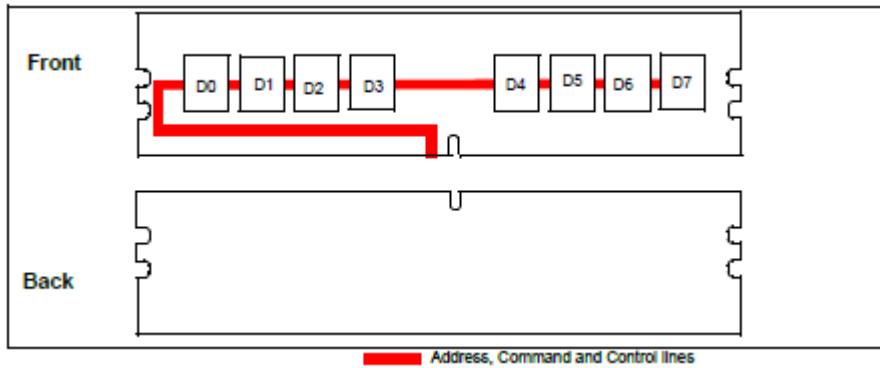 Front
D0 D1 D2 D3 D4 D5 D6 D7
Back
Address, Command and Control lines